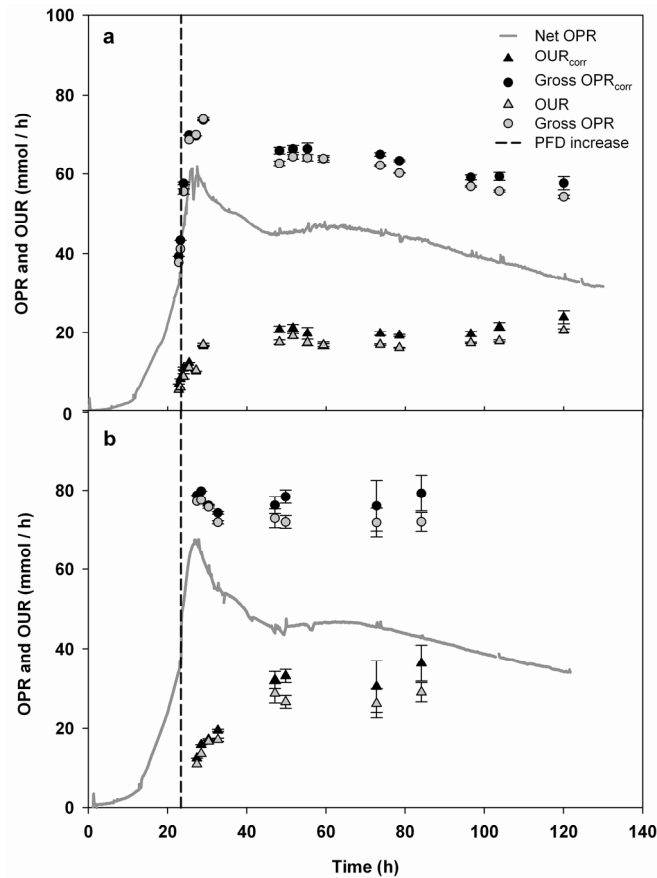 a
Net OPR
OURcorr
Gross OPRcorr
OUR
Gross OPR
PFD increase
100
80
60
40
20
0
OPR and OUR (mmol / h)
b
80
60
40
20
0
OPR and OUR (mmol / h)
0 20 40 60 80 100 120 140
Time (h)